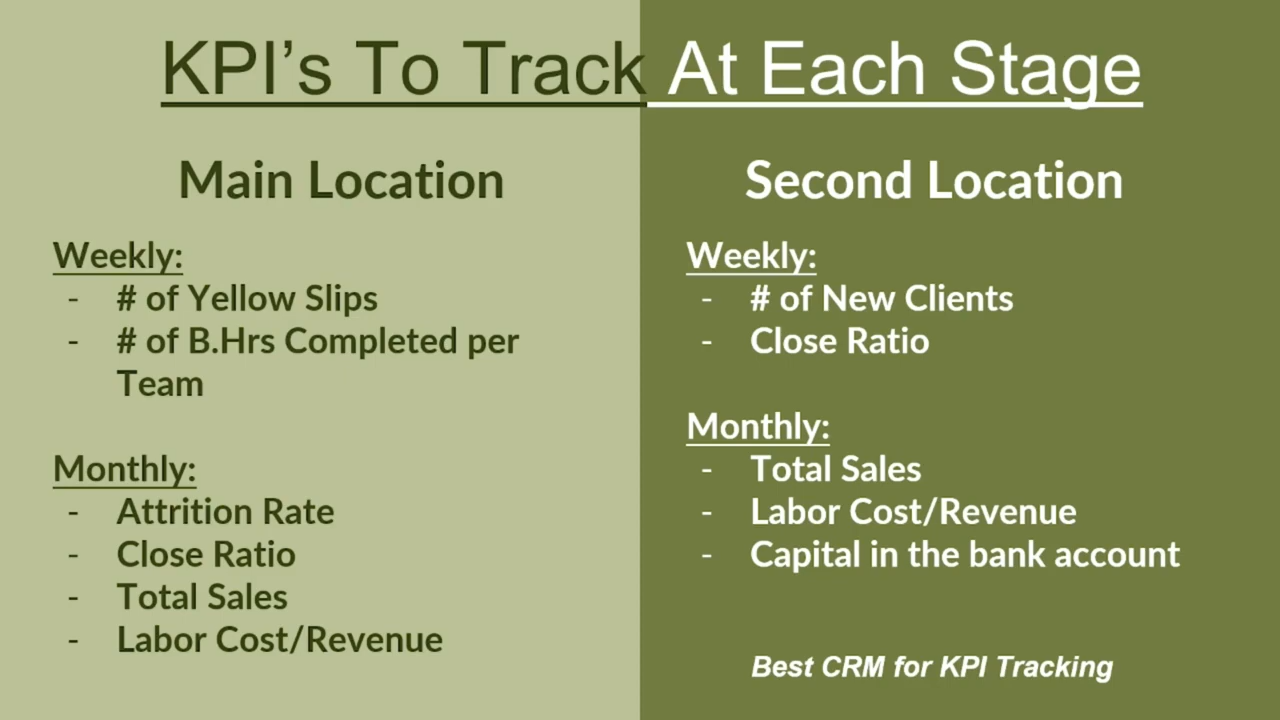 KPI’s To Track At Each Stage
Main Location
Weekly:
- # of Yellow Slips
- # of B.Hrs Completed per
Team
Monthly:
- Attrition Rate
- Close Ratio
- Total Sales
- Labor Cost/Revenue
Second Location
Weekly:
- # of New Clients
- Close Ratio
Monthly:
- Total Sales
- Labor Cost/Revenue
- Capital in the bank account
Best CRM for KPI Tracking